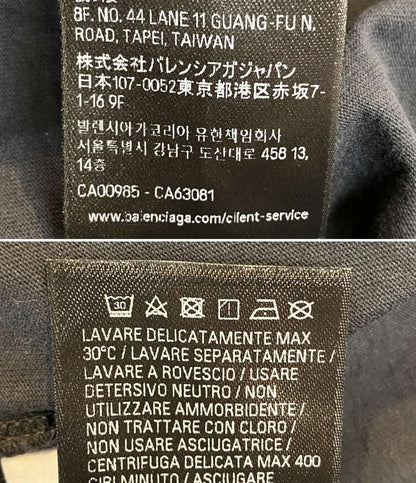 8F. NO. 44 LANE 11 GUANG-FU N,
ROAD, TAPEI, TAIWAN
株式会社バレンシアガジャパン
日本107-0052東京都港区赤坂7-
1-16 9F
발렌시아가코리아 유한책임회사
서울특별시 강남구 도산대로 458 13,
14층
CA00985 - CA63081
www.balenciaga.com/client-service
30
LAVARE DELICATAMENTE MAX
30°C / LAVARE SEPARATAMENTE /
LAVARE A ROVESCIO / USARE
DETERSIVO NEUTRO / NON
UTILIZZARE AMMORBIDENTE /
NON TRATTARE CON CLORO /
NON USARE ASCIUGATRICE /
CENTRIFUGA DELICATA MAX 400
GIRI MINUTO / ASCIUGARE